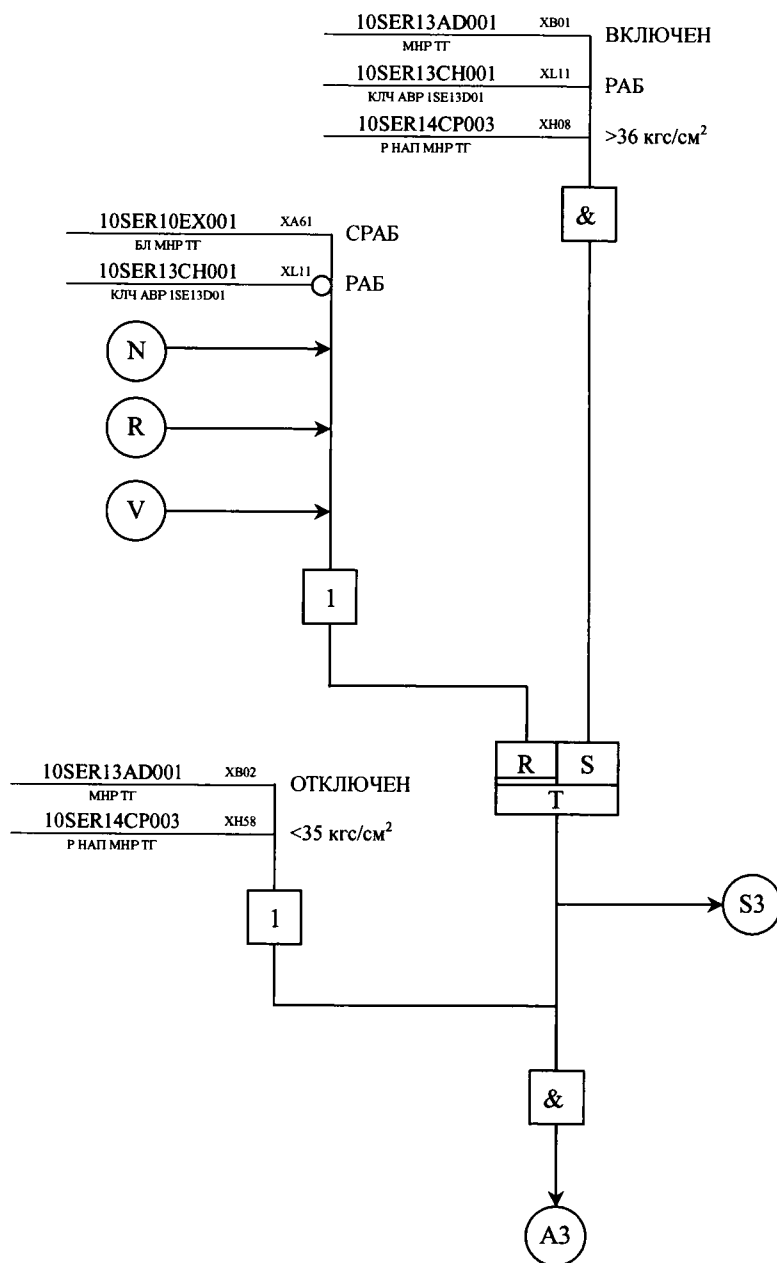 10SER13AD001 XB01 ВКЛЮЧЕН
МНР ТГ
10SER13CH001 XL11 РАБ
КЛЧ АВР 1SE13D01
10SER14CP003 XH08 >36 кгс/см²
Р НАП МНР ТГ
&
10SER10EX001 XA61 СРАБ
БЛ МНР ТГ
10SER13CH001 XL11 РАБ
КЛЧ АВР 1SE13D01
N
R
V
1
R S
T
10SER13AD001 XB02 ОТКЛЮЧЕН
МНР ТГ
10SER14CP003 XH58 <35 кгс/см²
Р НАП МНР ТГ
1
S3
&
A3